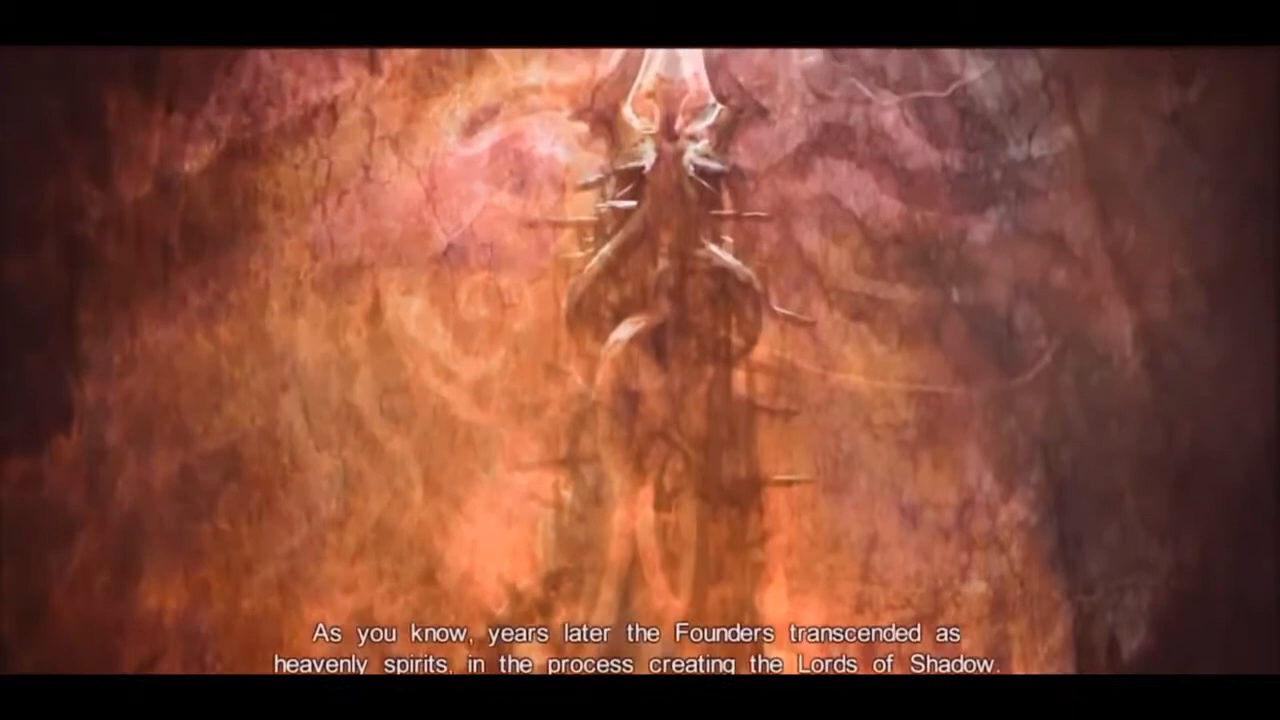 As you know, years later the Founders transcended as
heavenly spirits, in the process creating the Lords of Shadow.